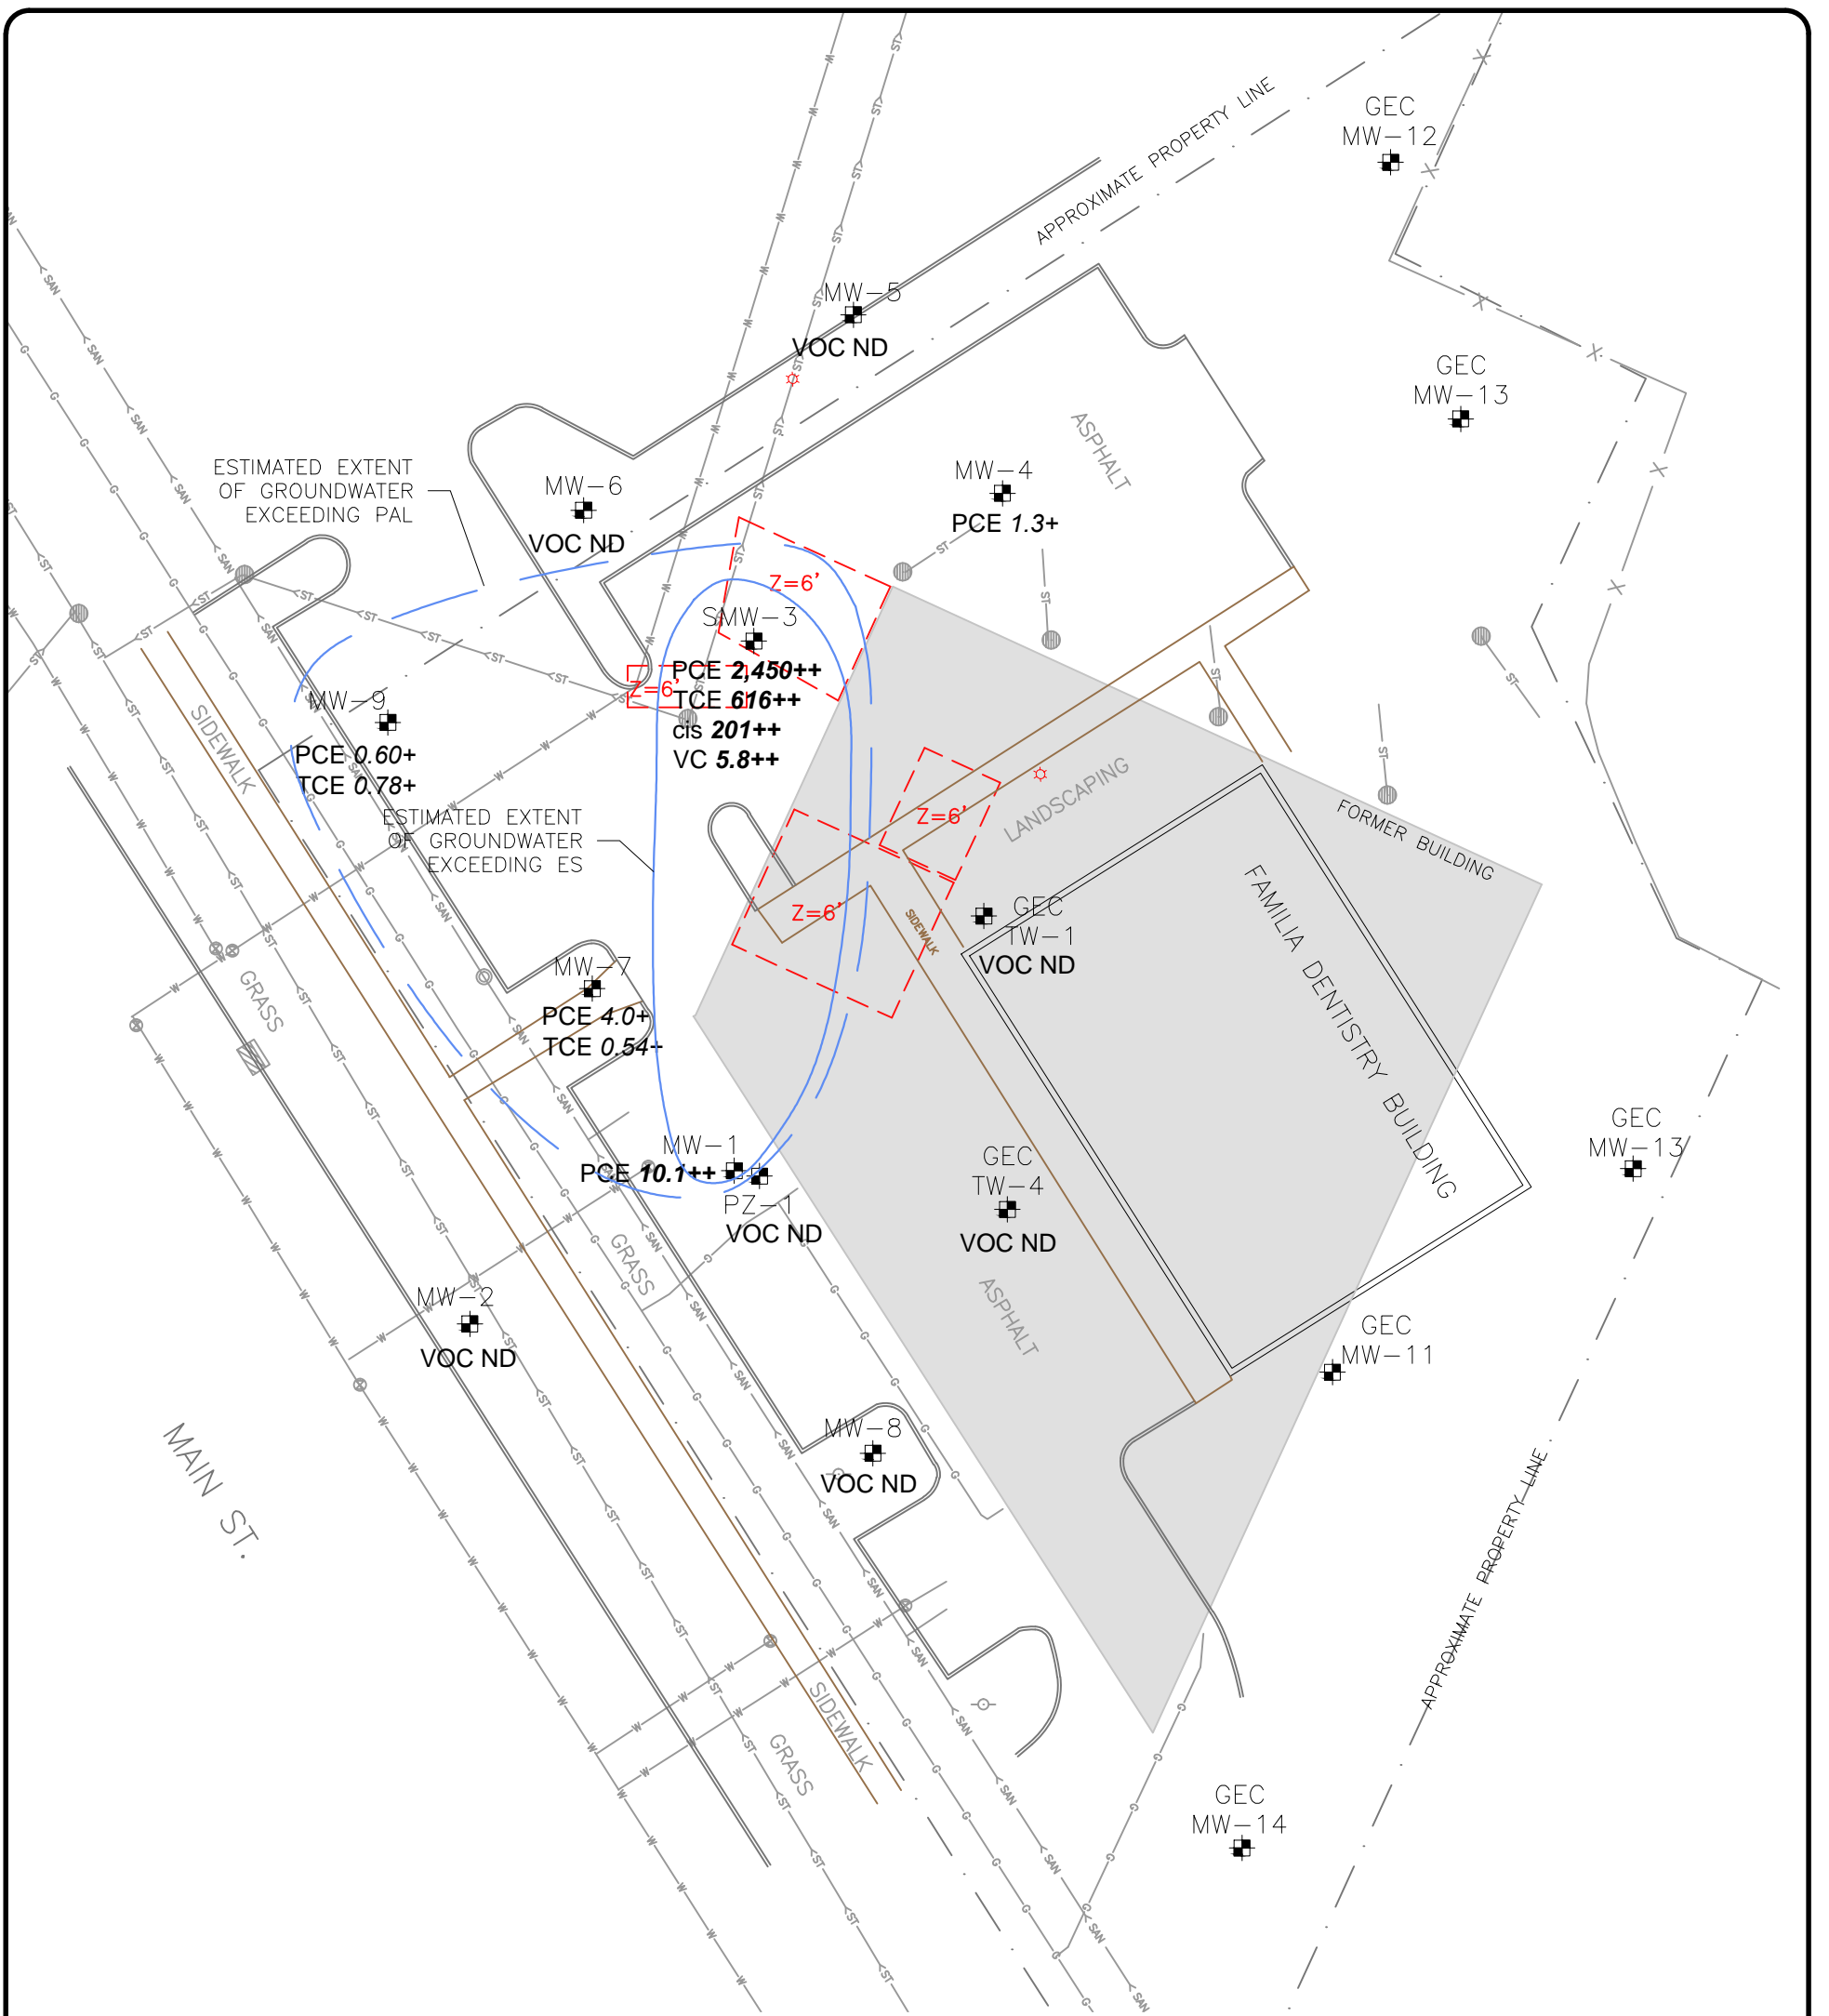 GEC
MW-12
APPROXIMATE PROPERTY LINE
MW-5
VOC ND
GEC
MW-13
ASPHALT
ESTIMATED EXTENT
OF GROUNDWATER
EXCEEDING PAL
MW-6
VOC ND
MW-4
PCE 1.3+
Z=6'
SMW-3
PCE 2,450++
TCE 616++
cis 201++
VC 5.8++
Z=6'
MW-9
PCE 0.60+
TCE 0.78+
SIDEWALK
ESTIMATED EXTENT
OF GROUNDWATER
EXCEEDING ES
LANDSCAPING
Z=6'
Z=6'
FORMER BUILDING
FAMILIA DENTISTRY BUILDING
SIDEWALK
GEC
TW-1
VOC ND
MW-7
PCE 4.0+
TCE 0.54+
GRASS
MW-1
PCE 10.1++
PZ-1
VOC ND
GEC
TW-4
VOC ND
GEC
MW-13
GRASS
ASPHALT
MW-2
VOC ND
GEC
MW-11
MW-8
VOC ND
MAIN ST.
APPROXIMATE PROPERTY LINE
SIDEWALK
GRASS
GEC
MW-14
W
ST
SAN
G
X